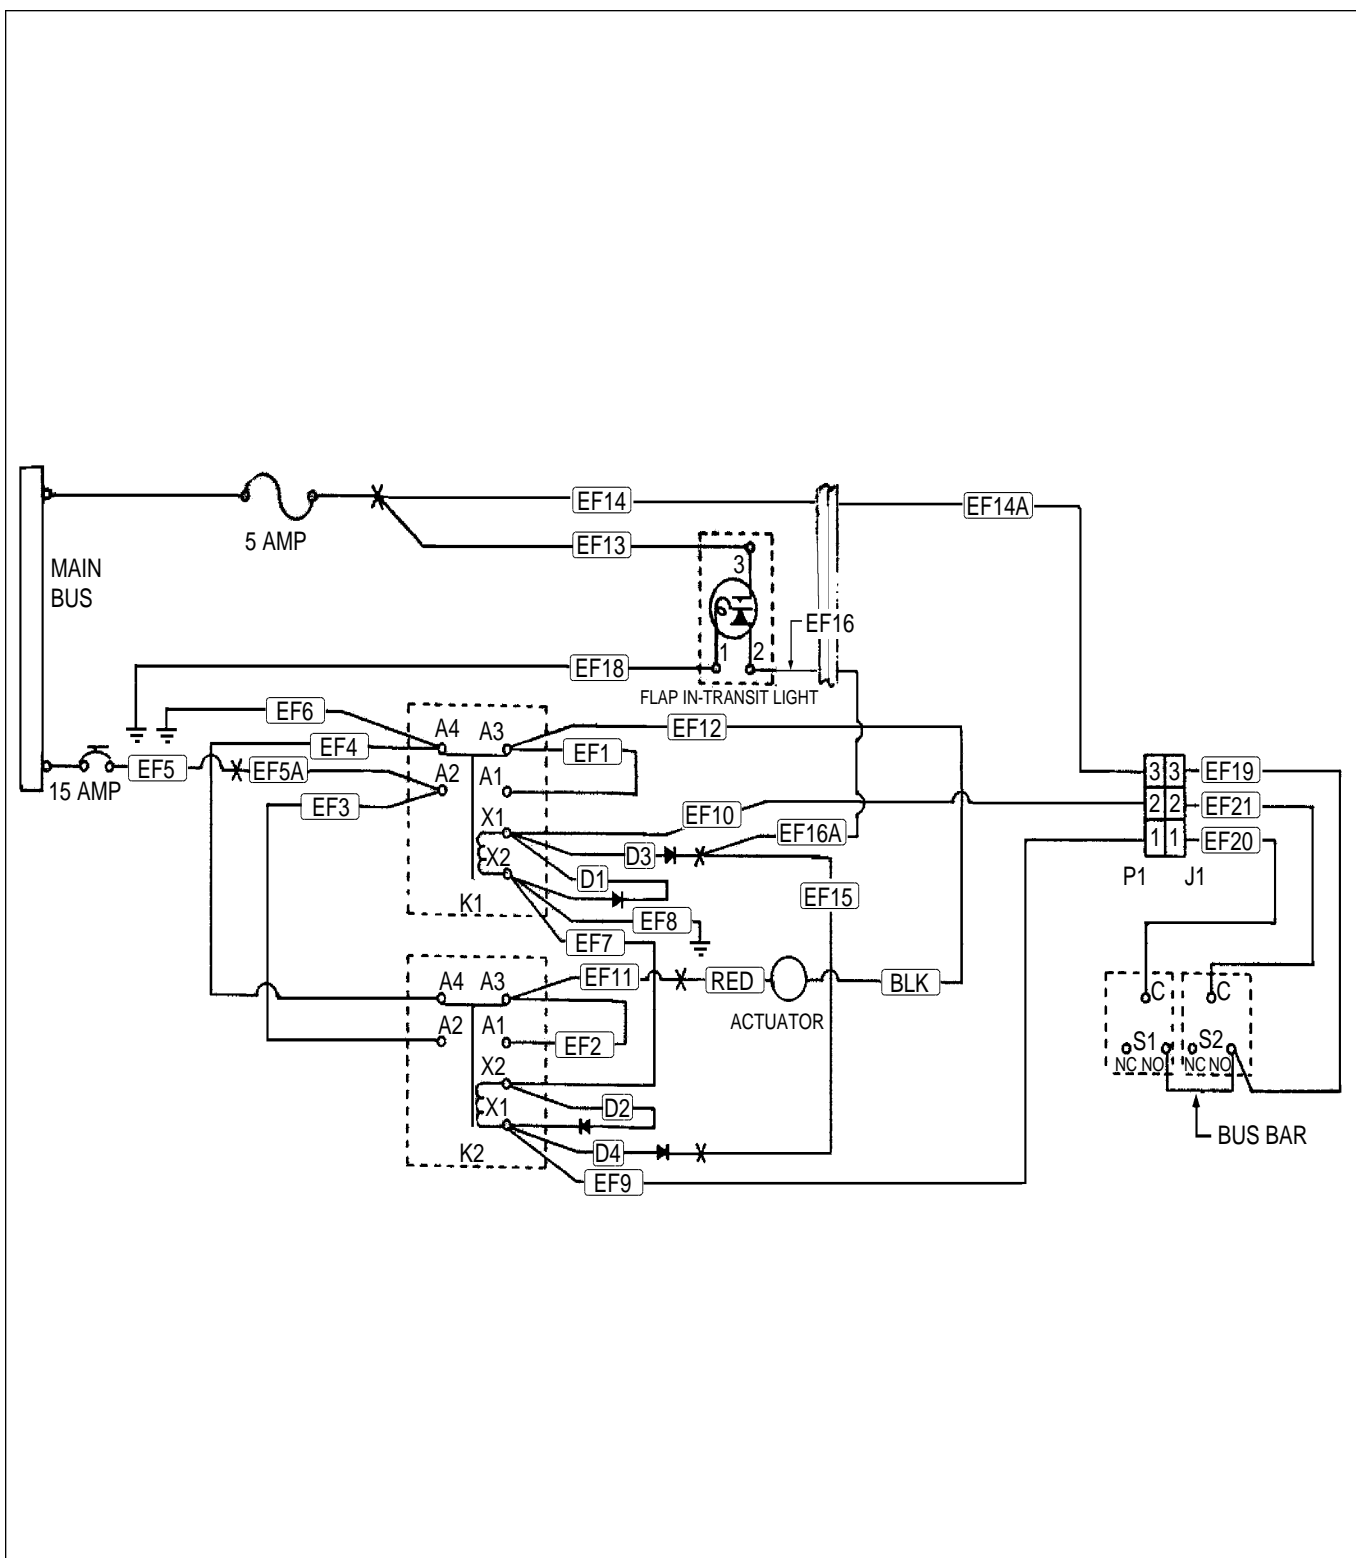 EF14
EF14A
5 AMP
EF13
MAIN
BUS
3
EF16
1 2
EF18
FLAP IN-TRANSIT LIGHT
EF6
A4 A3
EF12
EF4
EF1
EF5
EF5A
A2 A1
15 AMP
EF3
3 3
EF19
2 2
EF21
1 1
EF20
P1 J1
X1
EF10
EF16A
X2
D3
D1
K1
EF15
EF8
EF7
A4 A3
EF11
RED
BLK
ACTUATOR
A2 A1
EF2
C C
S1 S2
NC NO NC NO
X2
X1
D2
K2
D4
BUS BAR
EF9